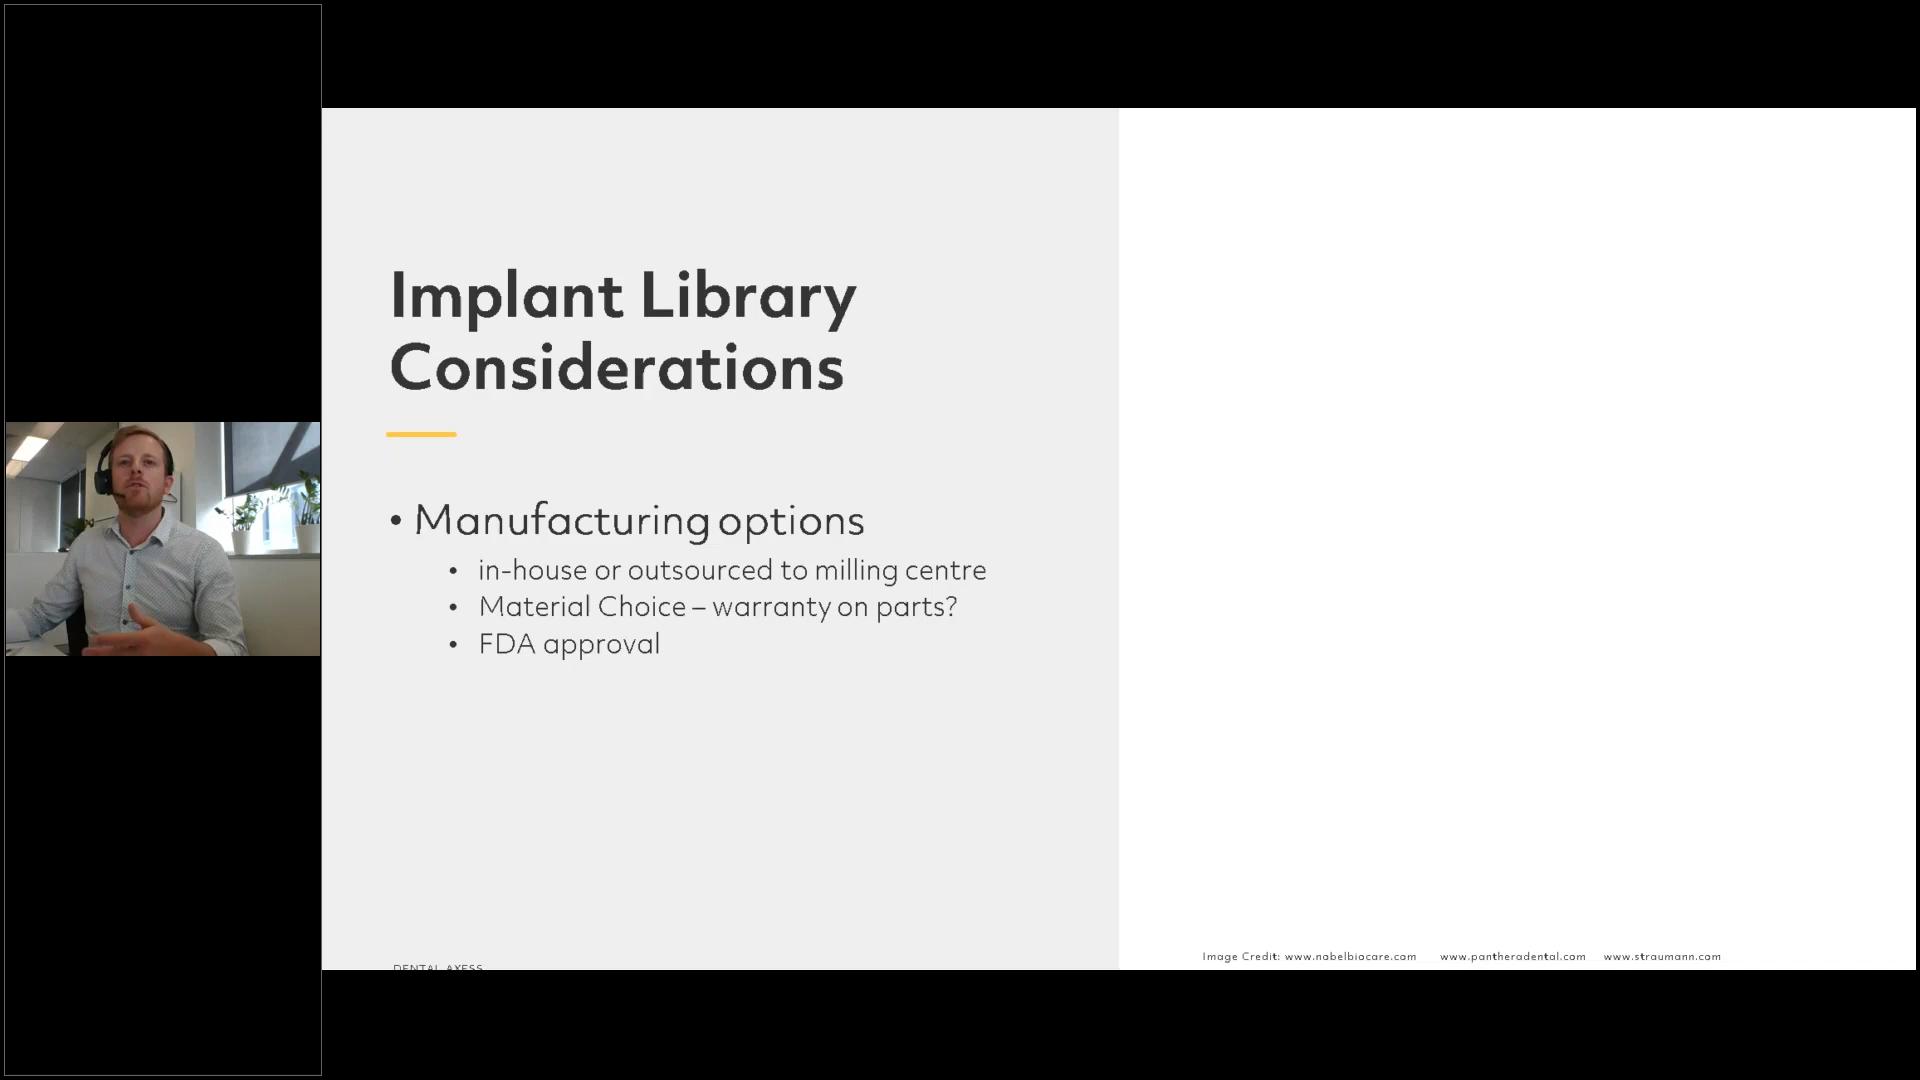 Implant Library
Considerations
• Manufacturing options
• in-house or outsourced to milling centre
• Material Choice – warranty on parts?
• FDA approval
DENTAL AXESS
Image Credit: www.nabelbiacare.com www.pantheradental.com www.straumann.com